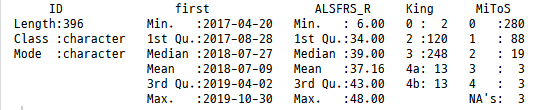 ID                first              ALSFRS_R      King      MiToS
Length:396         Min.   :2017-04-20   Min.   : 6.00   0 :  2   0   :280
Class :character   1st Qu.:2017-08-28   1st Qu.:34.00   2 :120   1   : 88
Mode  :character   Median :2018-07-27   Median :39.00   3 :248   2   : 19
                   Mean   :2018-07-09   Mean   :37.16   4a: 13   3   :  3
                   3rd Qu.:2019-04-02   3rd Qu.:43.00   4b: 13   4   :  3
                   Max.   :2019-10-30   Max.   :48.00            NA's:  3